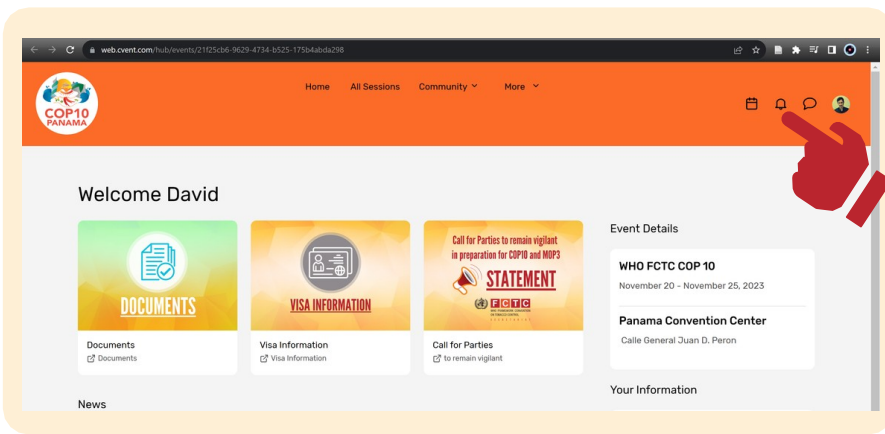 web.cvent.com/hub/events/21f25cb6-9629-4734-b525-175b4abda298
COP10
PANAMA
Home All Sessions Community More
Welcome David
DOCUMENTS
Documents
Documents
VISA INFORMATION
Visa Information
Visa Information
Call for Parties to remain vigilant
in preparation for COP10 and MOP3
STATEMENT
FCTC
Call for Parties
to remain vigilant
Event Details
WHO FCTC COP 10
November 20 - November 25, 2023
Panama Convention Center
Calle General Juan D. Peron
Your Information
News